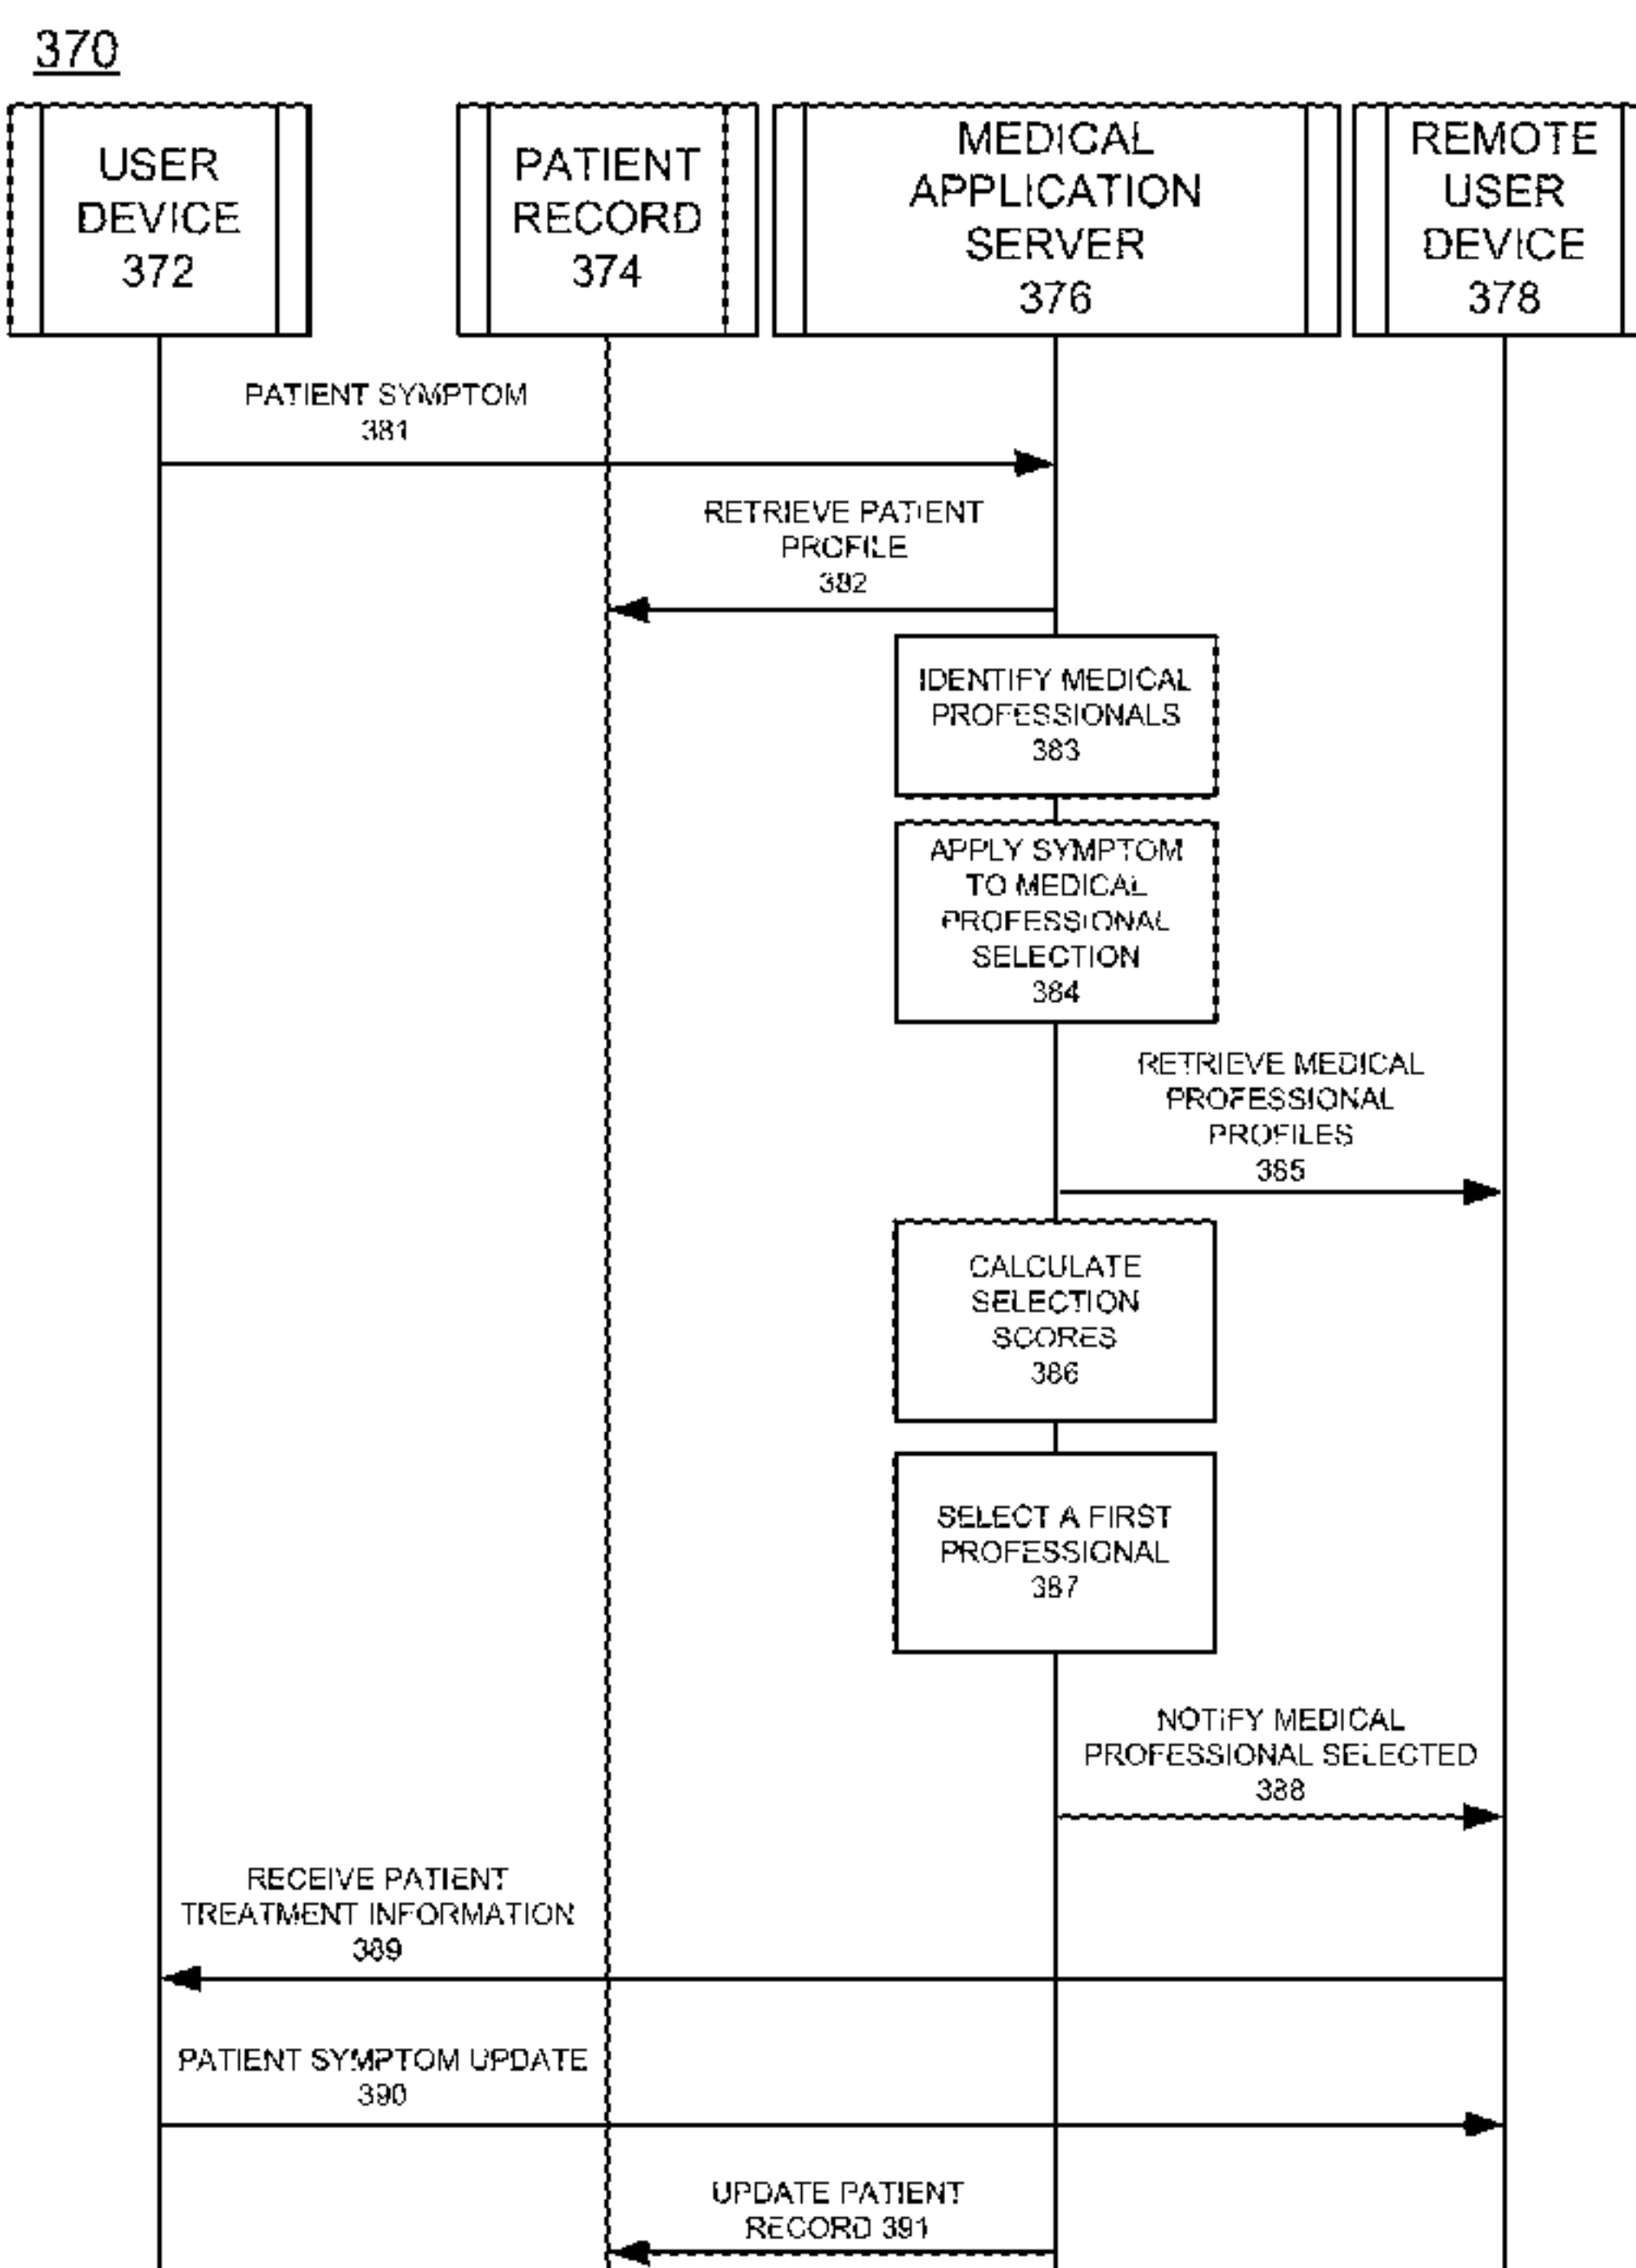 370
USER
DEVICE
372
PATIENT
RECORD
374
MEDICAL
APPLICATION
SERVER
376
REMOTE
USER
DEVICE
378
PATIENT SYMPTOM
381
RETRIEVE PATIENT
PROFILE
382
IDENTIFY MEDICAL
PROFESSIONALS
383
APPLY SYMPTOM
TO MEDICAL
PROFESSIONAL
SELECTION
384
RETRIEVE MEDICAL
PROFESSIONAL
PROFILES
385
CALCULATE
SELECTION
SCORES
386
SELECT A FIRST
PROFESSIONAL
387
NOTIFY MEDICAL
PROFESSIONAL SELECTED
388
RECEIVE PATIENT
TREATMENT INFORMATION
389
PATIENT SYMPTOM UPDATE
390
UPDATE PATIENT
RECORD 391